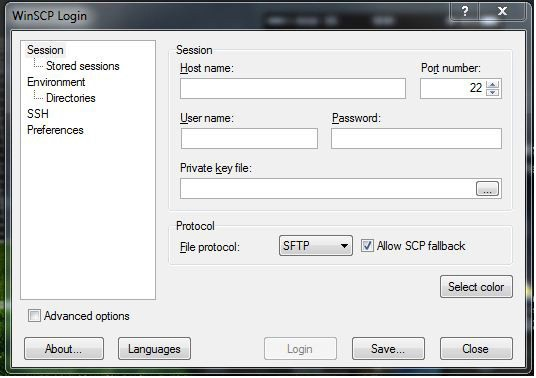 WinSCP Login
Session
Stored sessions
Environment
Directories
SSH
Preferences
Session
Host name:
Port number:
22
User name:
Password:
Private key file:
...
Protocol
File protocol:
SFTP
Allow SCP fallback
Select color
Advanced options
About...
Languages
Login
Save...
Close